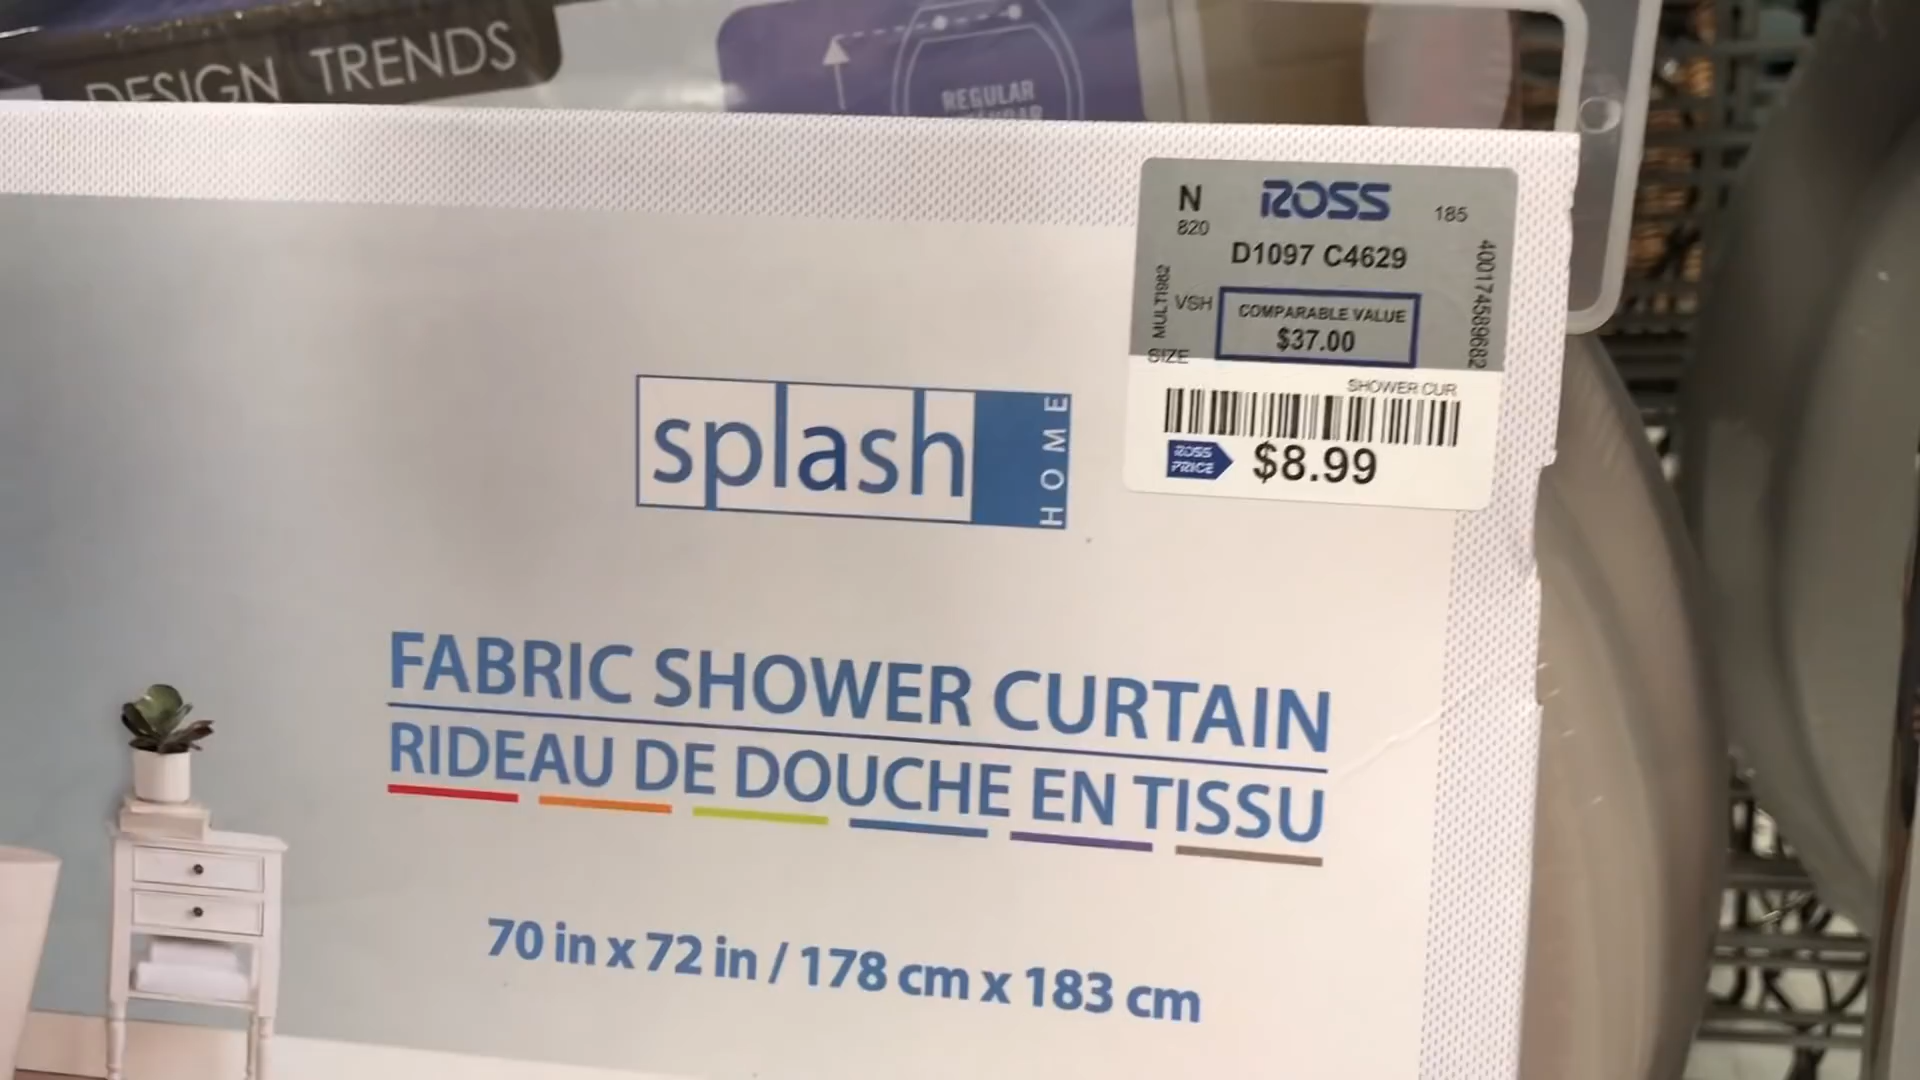 DESIGN TRENDS
REGULAR
N
820
ROSS
185
D1097 C4629
400174589682
MULTI982
VSH
COMPARABLE VALUE
$37.00
SIZE
SHOWER CUR
ROSS
PRICE
$8.99
splash
HOME
FABRIC SHOWER CURTAIN
RIDEAU DE DOUCHE EN TISSU
70 in x 72 in / 178 cm x 183 cm